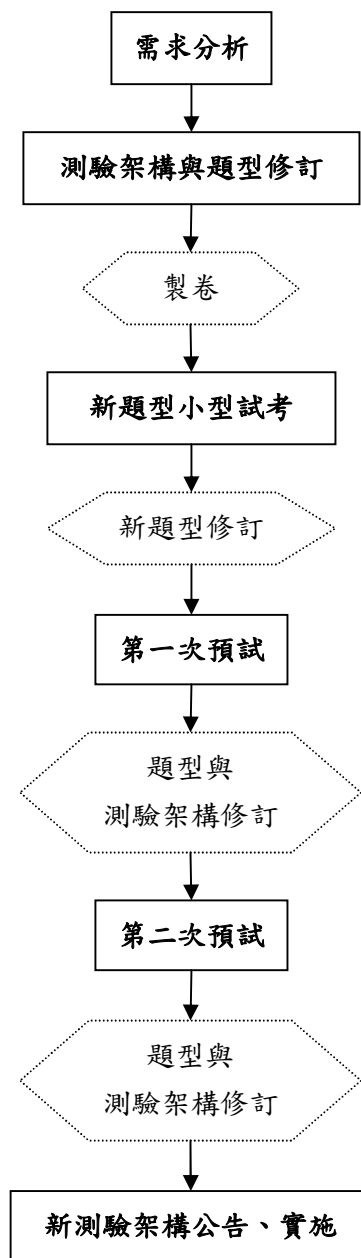 需求分析
測驗架構與題型修訂
製卷
新題型小型試考
新題型修訂
第一次預試
題型與
測驗架構修訂
第二次預試
題型與
測驗架構修訂
新測驗架構公告、實施